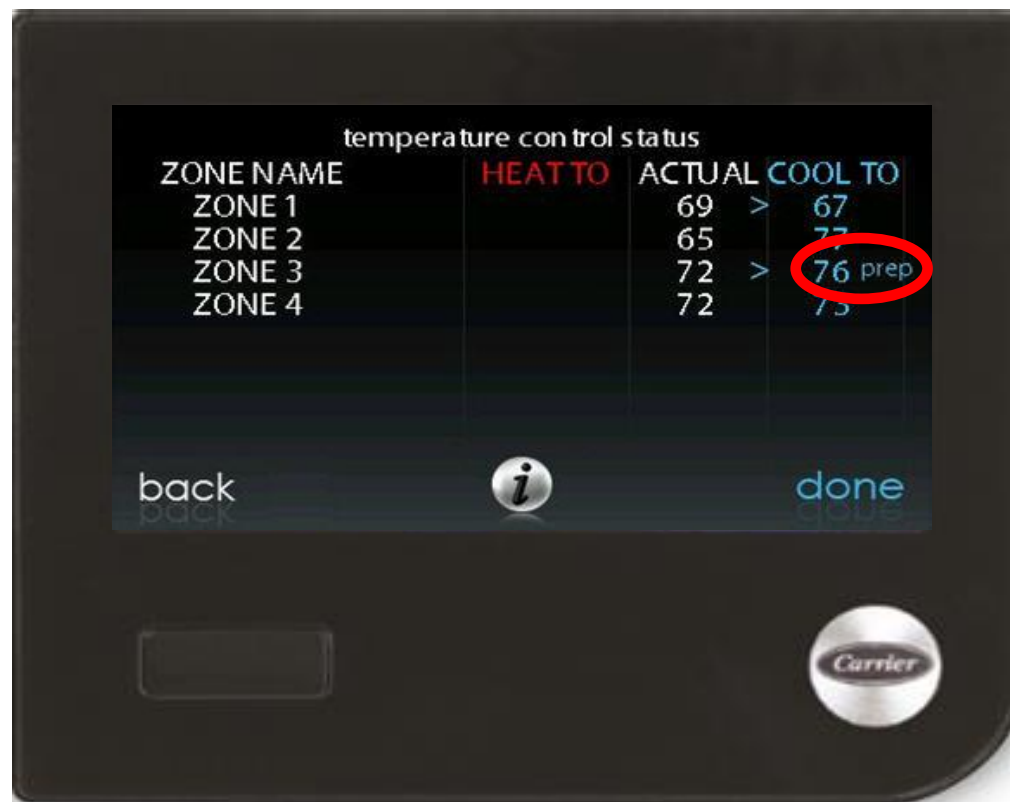 temperature control status
ZONE NAME HEAT TO ACTUAL COOL TO
ZONE 1 69 > 67
ZONE 2 65 77
ZONE 3 72 > 76 prep
ZONE 4 72
back i done
Carrier